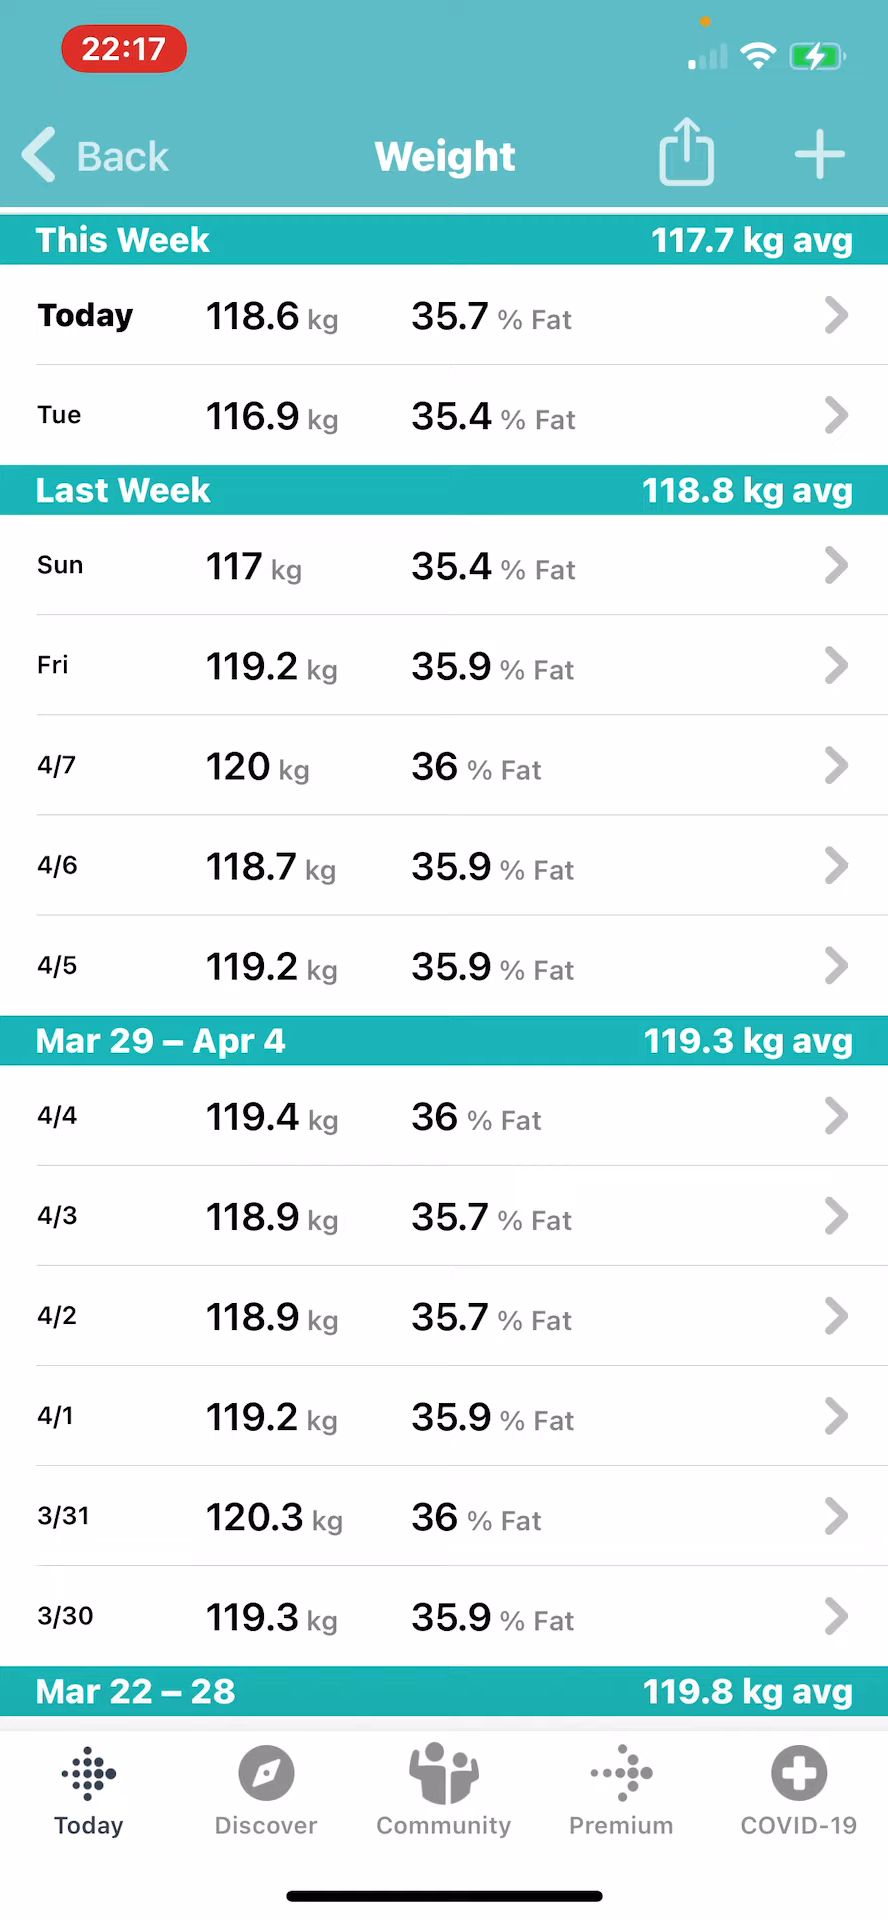 22:17
Back Weight
This Week 117.7 kg avg
Today 118.6 kg 35.7 % Fat
Tue 116.9 kg 35.4 % Fat
Last Week 118.8 kg avg
Sun 117 kg 35.4 % Fat
Fri 119.2 kg 35.9 % Fat
4/7 120 kg 36 % Fat
4/6 118.7 kg 35.9 % Fat
4/5 119.2 kg 35.9 % Fat
Mar 29 – Apr 4 119.3 kg avg
4/4 119.4 kg 36 % Fat
4/3 118.9 kg 35.7 % Fat
4/2 118.9 kg 35.7 % Fat
4/1 119.2 kg 35.9 % Fat
3/31 120.3 kg 36 % Fat
3/30 119.3 kg 35.9 % Fat
Mar 22 – 28 119.8 kg avg
Today Discover Community Premium COVID-19